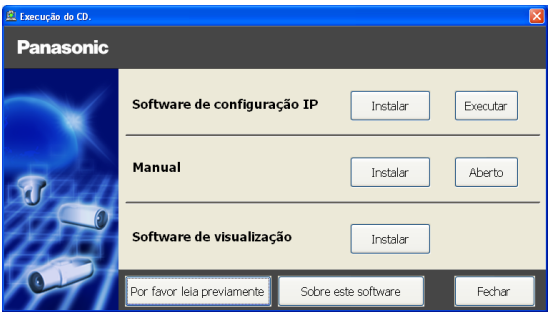 Execução do CD.
Panasonic
Software de configuração IP Instalar Executar
Manual Instalar Aberto
Software de visualização Instalar
Por favor leia previamente Sobre este software Fechar